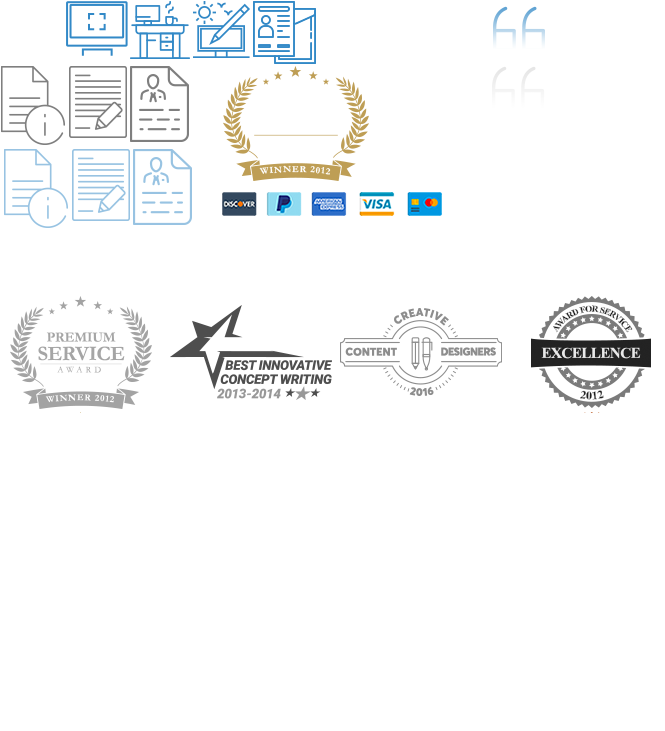 WINNER 2012
DISCOVER
AMERICAN
EXPRESS
VISA
PREMIUM
SERVICE
AWARD
WINNER 2012
BEST INNOVATIVE
CONCEPT WRITING
2013-2014
CREATIVE
CONTENT DESIGNERS
2016
AWARD FOR SERVICE
EXCELLENCE
2012